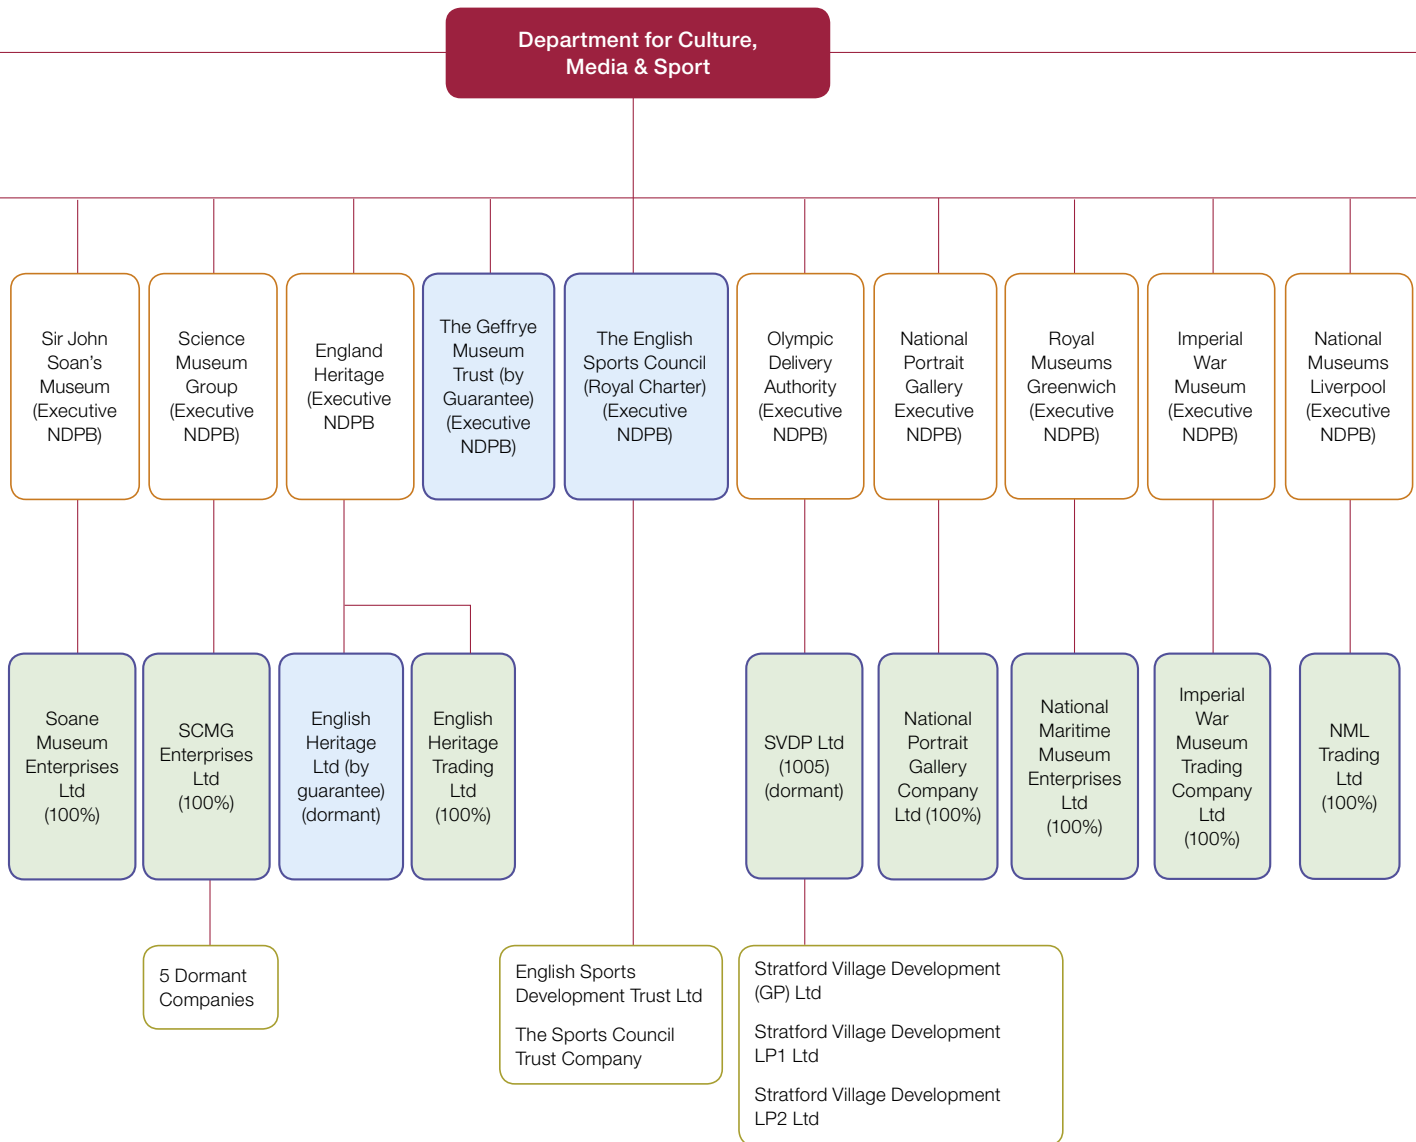 Department for Culture,
Media & Sport
Sir John
Soan's
Museum
(Executive
NDPB)
Science
Museum
Group
(Executive
NDPB)
England
Heritage
(Executive
NDPB
The Geffrye
Museum
Trust (by
Guarantee)
(Executive
NDPB)
The English
Sports Council
(Royal Charter)
(Executive
NDPB)
Olympic
Delivery
Authority
(Executive
NDPB)
National
Portrait
Gallery
Executive
NDPB)
Royal
Museums
Greenwich
(Executive
NDPB)
Imperial
War
Museum
(Executive
NDPB)
National
Museums
Liverpool
(Executive
NDPB)
Soane
Museum
Enterprises
Ltd
(100%)
SCMG
Enterprises
Ltd
(100%)
English
Heritage
Ltd (by
guarantee)
(dormant)
English
Heritage
Trading
Ltd
(100%)
SVDP Ltd
(1005)
(dormant)
National
Portrait
Gallery
Company
Ltd (100%)
National
Maritime
Museum
Enterprises
Ltd
(100%)
Imperial
War
Museum
Trading
Company
Ltd
(100%)
NML
Trading
Ltd
(100%)
5 Dormant
Companies
English Sports
Development Trust Ltd
The Sports Council
Trust Company
Stratford Village Development
(GP) Ltd
Stratford Village Development
LP1 Ltd
Stratford Village Development
LP2 Ltd